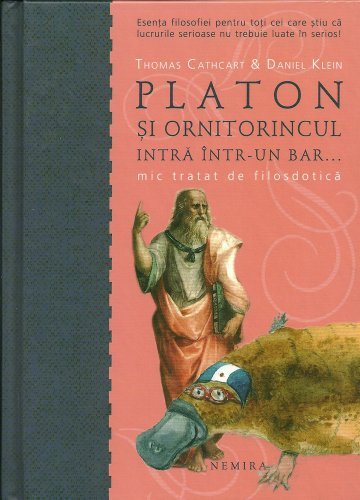 Esența filosofiei pentru toți cei care știu că
lucrurile serioase nu trebuie luate în serios!
THOMAS CATHCART & DANIEL KLEIN
PLATON
ȘI ORNITORINCUL
INTRĂ ÎNTR-UN BAR...
mic tratat de filosdotică
NEMIRA